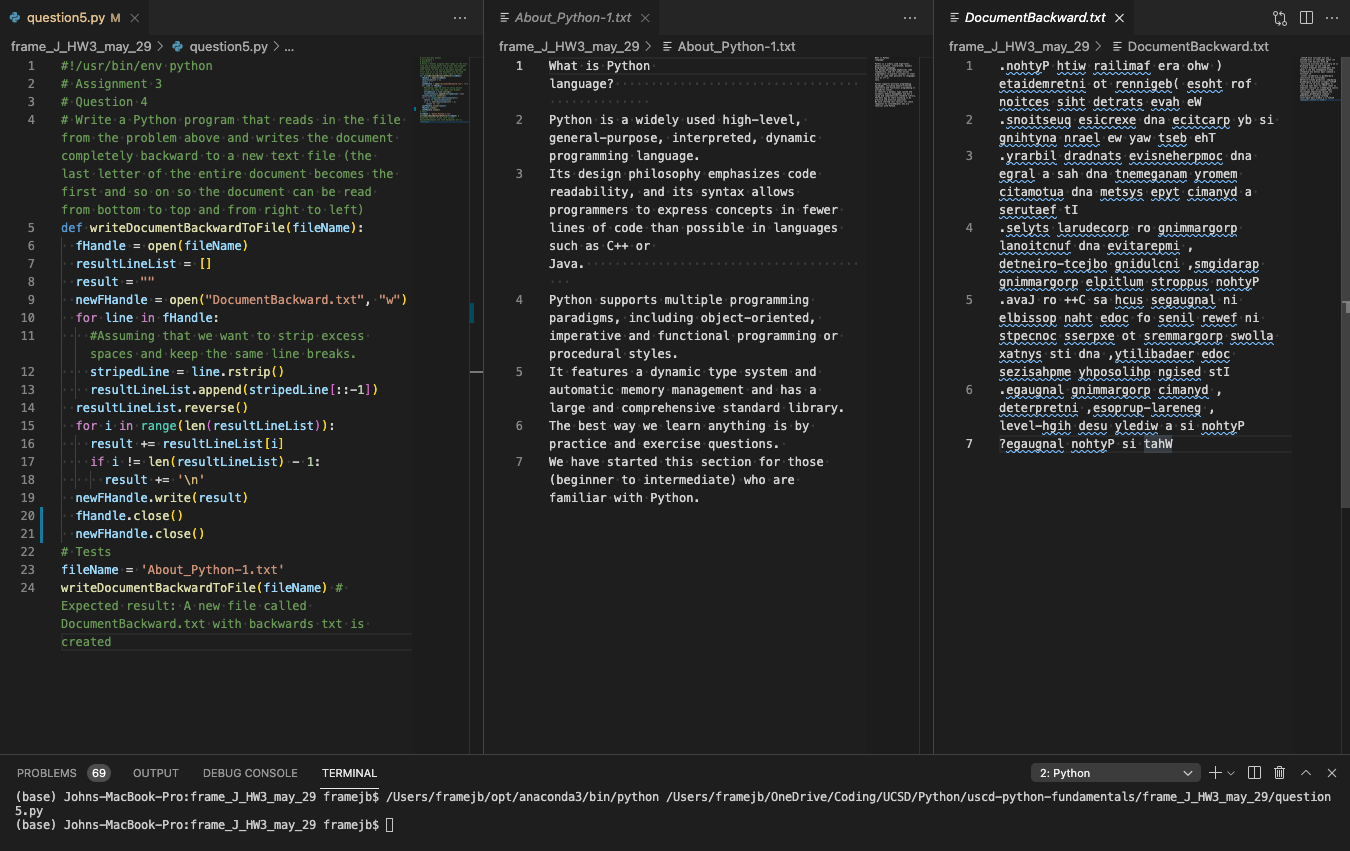 question5.py M
About_Python-1.txt
DocumentBackward.txt
frame_J_HW3_may_29 > question5.py > ...
1 #!/usr/bin/env python
2 # Assignment 3
3 # Question 4
4 # Write a Python program that reads in the file
from the problem above and writes the document
completely backward to a new text file (the
last letter of the entire document becomes the
first and so on so the document can be read
from bottom to top and from right to left)
5 def writeDocumentBackwardToFile(fileName):
6 fHandle = open(fileName)
7 resultLineList = []
8 result = ""
9 newFHandle = open("DocumentBackward.txt", "w")
10 for line in fHandle:
11 #Assuming that we want to strip excess
spaces and keep the same line breaks.
12 stripedLine = line.rstrip()
13 resultLineList.append(stripedLine[::-1])
14 resultLineList.reverse()
15 for i in range(len(resultLineList)):
16 result += resultLineList[i]
17 if i != len(resultLineList) - 1:
18 result += '\n'
19 newFHandle.write(result)
20 fHandle.close()
21 newFHandle.close()
22 # Tests
23 fileName = 'About_Python-1.txt'
24 writeDocumentBackwardToFile(fileName) #
Expected result: A new file called
DocumentBackward.txt with backwards txt is
created
frame_J_HW3_may_29 > About_Python-1.txt
1 What is Python
language?
2 Python is a widely used high-level,
general-purpose, interpreted, dynamic
programming language.
3 Its design philosophy emphasizes code
readability, and its syntax allows
programmers to express concepts in fewer
lines of code than possible in languages
such as C++ or
Java.
4 Python supports multiple programming
paradigms, including object-oriented,
imperative and functional programming or
procedural styles.
5 It features a dynamic type system and
automatic memory management and has a
large and comprehensive standard library.
6 The best way we learn anything is by
practice and exercise questions.
7 We have started this section for those
(beginner to intermediate) who are
familiar with Python.
frame_J_HW3_may_29 > DocumentBackward.txt
1 .nohtyP htiw railimaf era ohw )
etaidemretni ot rennigeb( esoht rof
noitces siht detrats evah eW
2 .snoitseuq esicrexe dna ecitcarp yb si
gnihtyna nrael ew yaw tseb ehT
3 .yrarbil dradnats evisneherpmoc dna
egral a sah dna tnemeganam yromem
citamotua dna metsys epyt cimanyd a
serutaef tI
4 .selyts larudecorp ro gnimmargorp
lanoitcnuf dna evitarepmi ,
detneiro-tcejbo gnidulcni ,smgidarap
gnimmargorp elpitlum stroppus nohtyP
5 .avaJ ro ++C sa hcus segaugnal ni
elbissop naht edoc fo senil rewef ni
stpecnoc sserpxe ot sremmargorp swolla
xatnys sti dna ,ytilibadaer edoc
sezisahpme yhposolihp ngised stI
6 .egaugnal gnimmargorp cimanyd ,
deterpretni ,esoprup-lareneg ,
level-hgih desu ylediw a si nohtyP
7 ?egaugnal nohtyP si tahW
PROBLEMS 69 OUTPUT DEBUG CONSOLE TERMINAL
2: Python
(base) Johns-MacBook-Pro:frame_J_HW3_may_29 framejb$ /Users/framejb/opt/anaconda3/bin/python /Users/framejb/OneDrive/Coding/UCSD/Python/uscd-python-fundamentals/frame_J_HW3_may_29/question
5.py
(base) Johns-MacBook-Pro:frame_J_HW3_may_29 framejb$